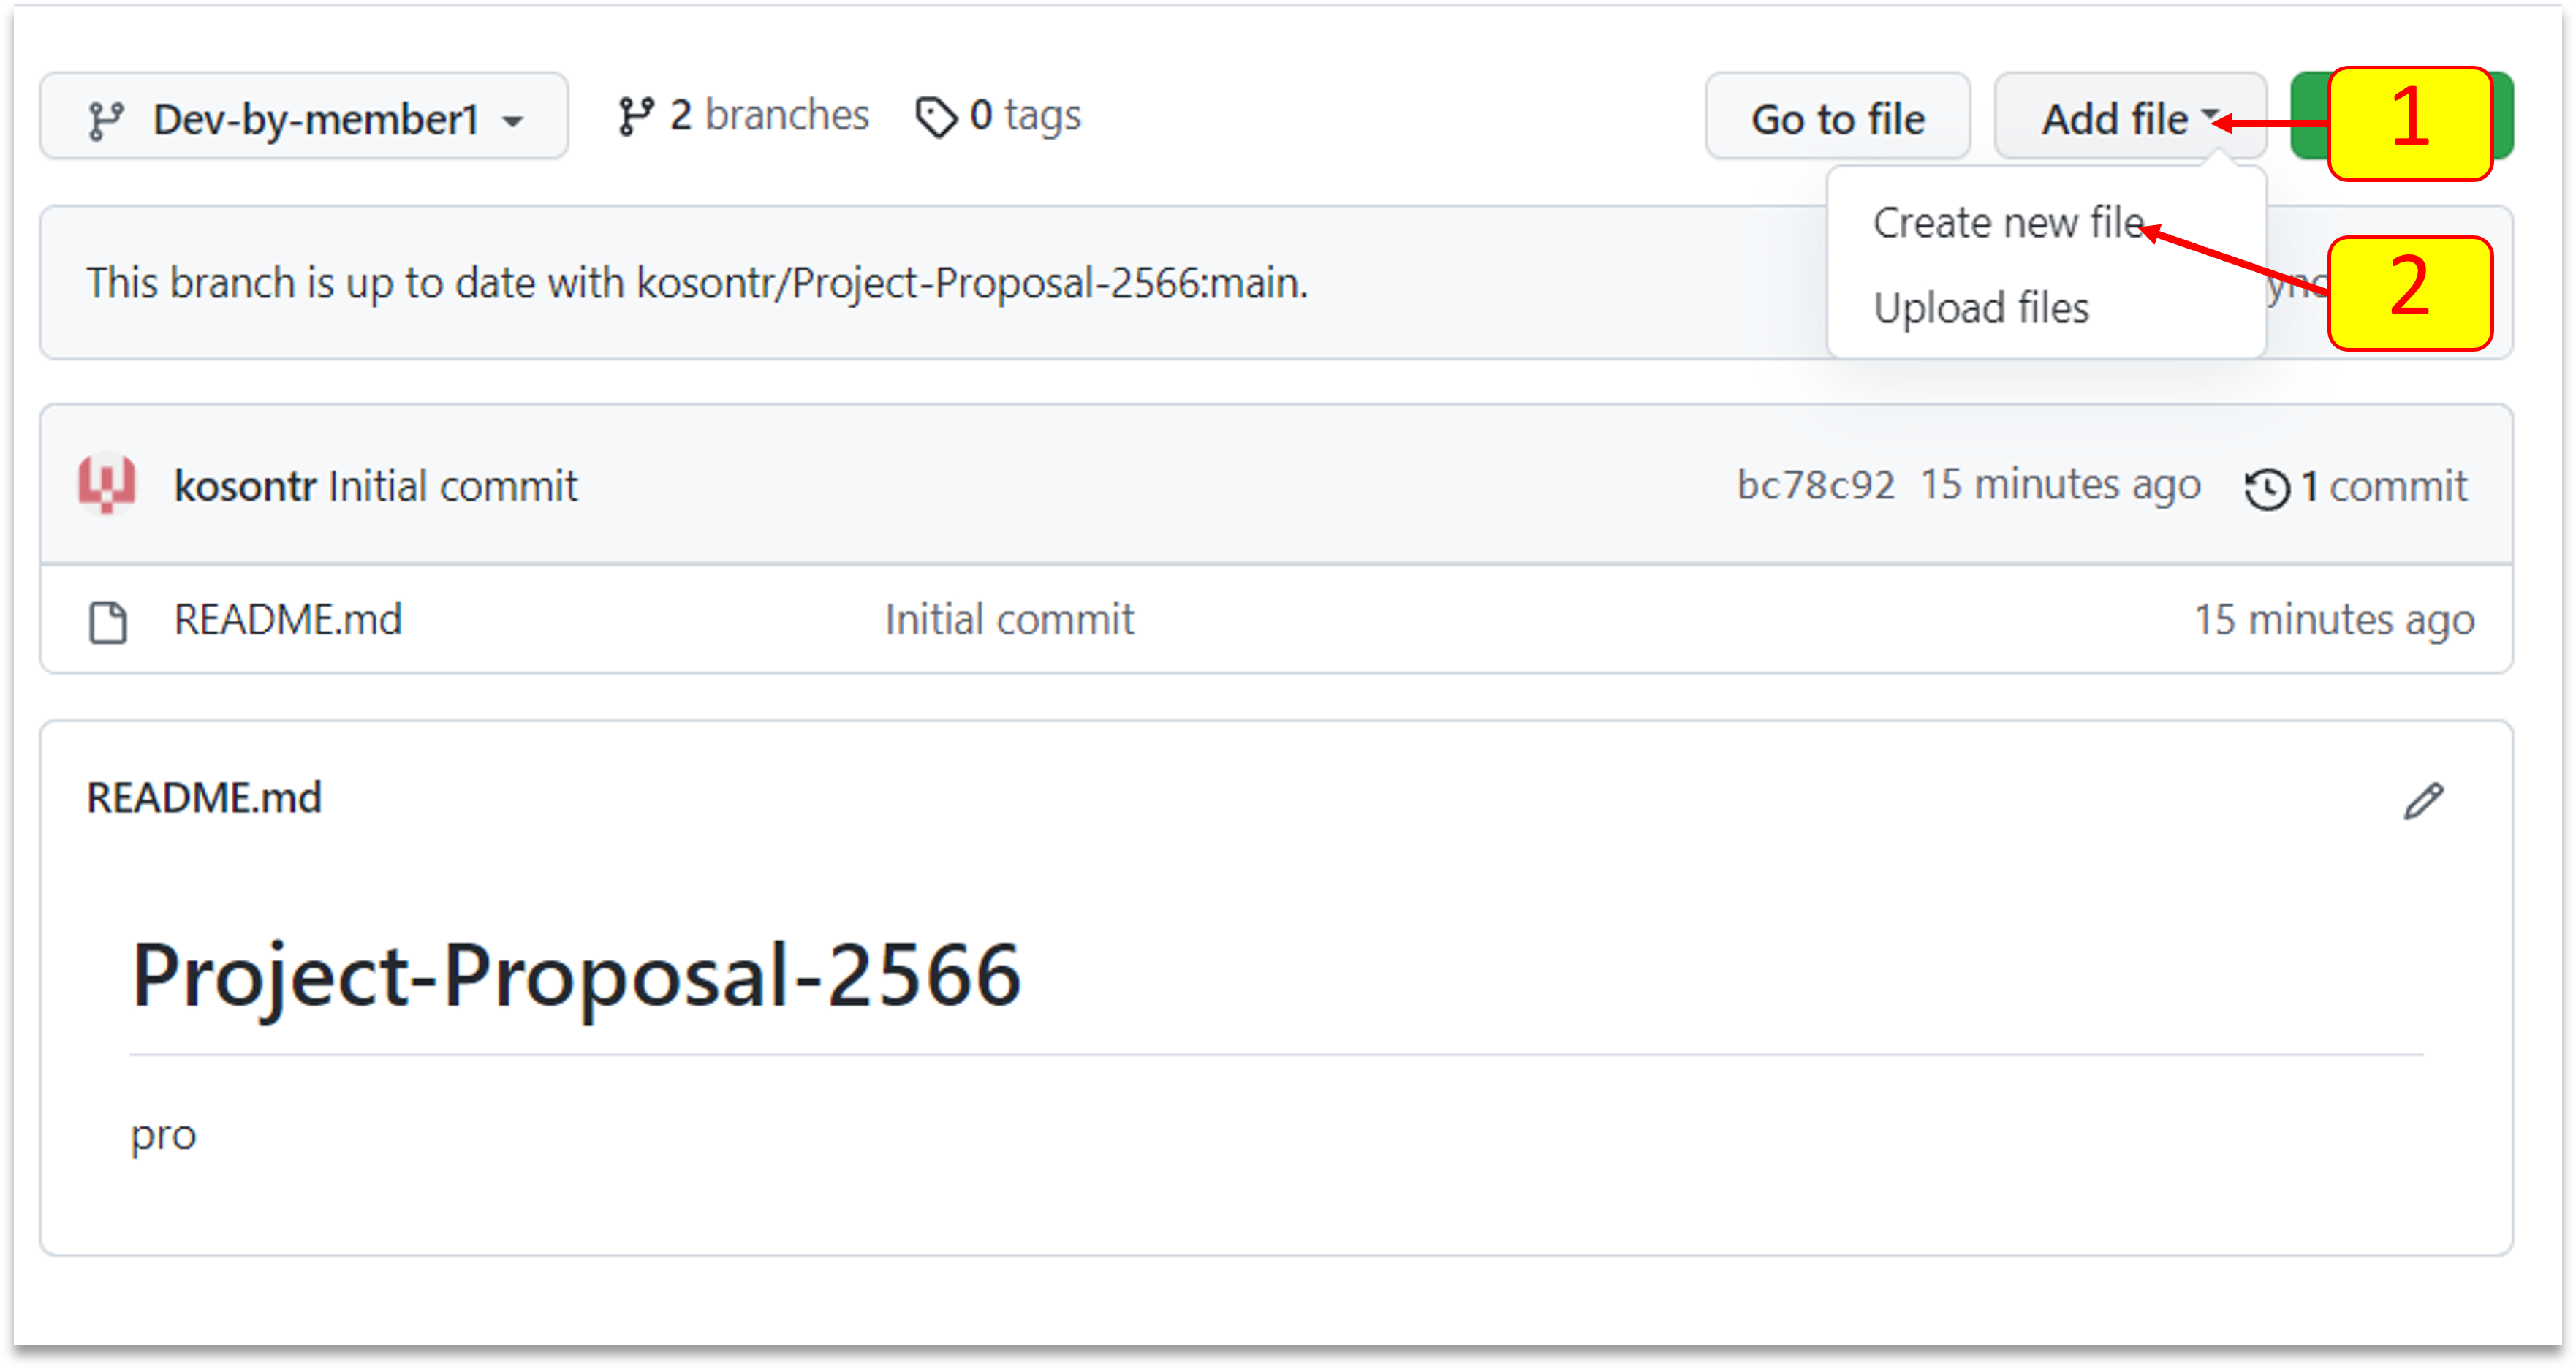 Dev-by-member1 2 branches 0 tags Go to file Add file 1
Create new file
This branch is up to date with kosontr/Project-Proposal-2566:main. 2
Upload files
kosontr Initial commit bc78c92 15 minutes ago 1 commit
README.md Initial commit 15 minutes ago
README.md
Project-Proposal-2566
pro